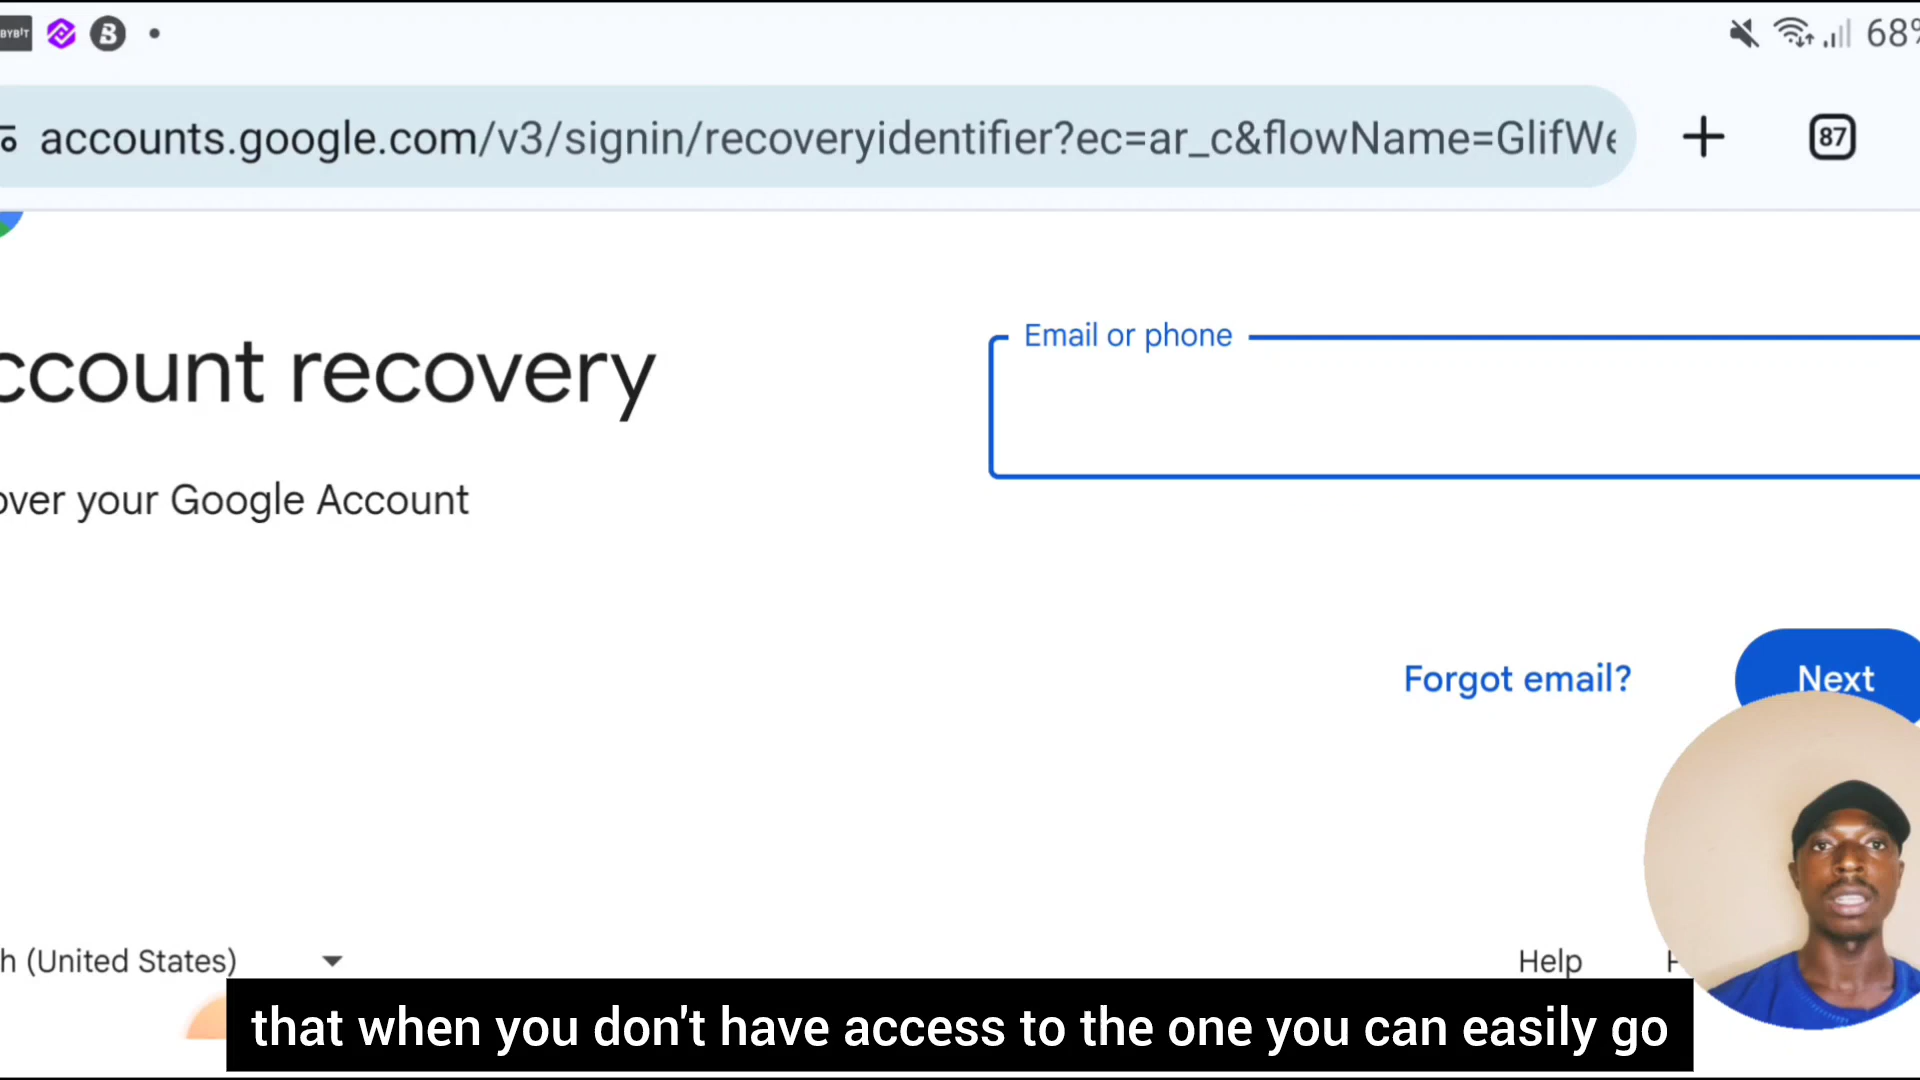 BYBIT
68%
accounts.google.com/v3/signin/recoveryidentifier?ec=ar_c&flowName=GlifWe
87
ccount recovery
over your Google Account
Email or phone
Forgot email?
Next
h (United States)
Help
that when you don't have access to the one you can easily go